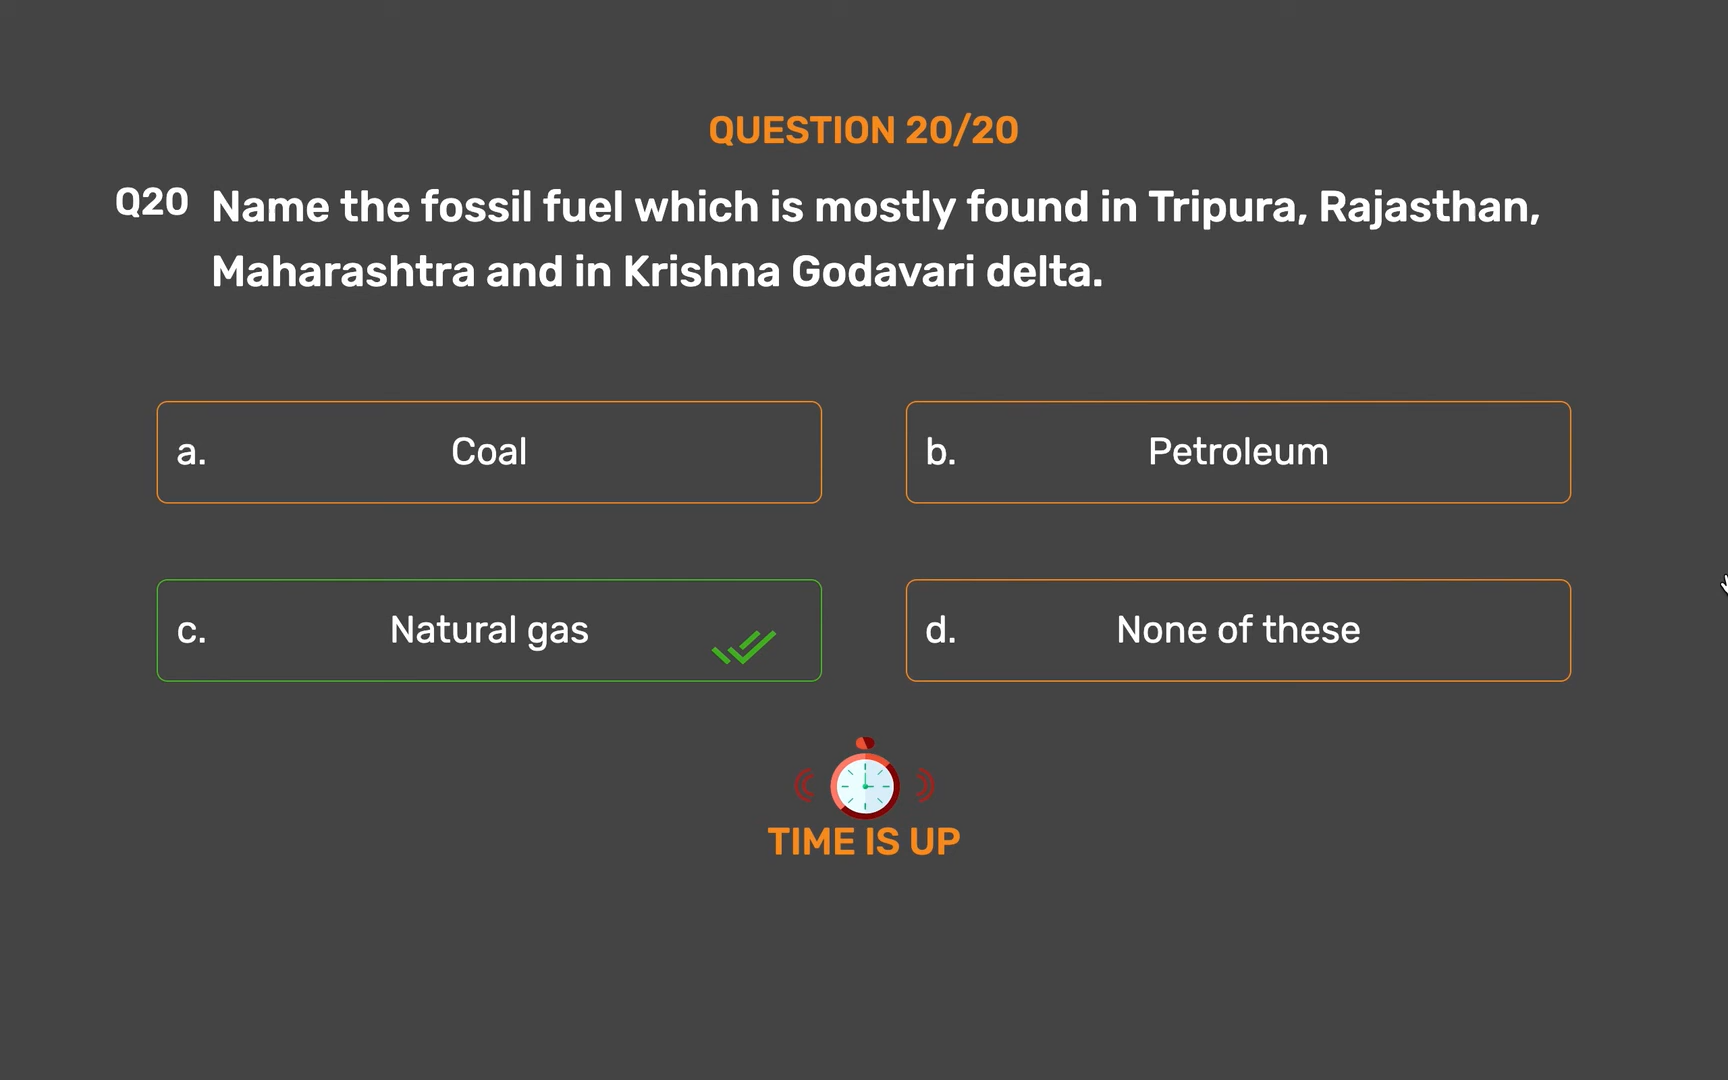 QUESTION 20/20
Q20 Name the fossil fuel which is mostly found in Tripura, Rajasthan,
Maharashtra and in Krishna Godavari delta.
a. Coal
b. Petroleum
c. Natural gas
d. None of these
TIME IS UP